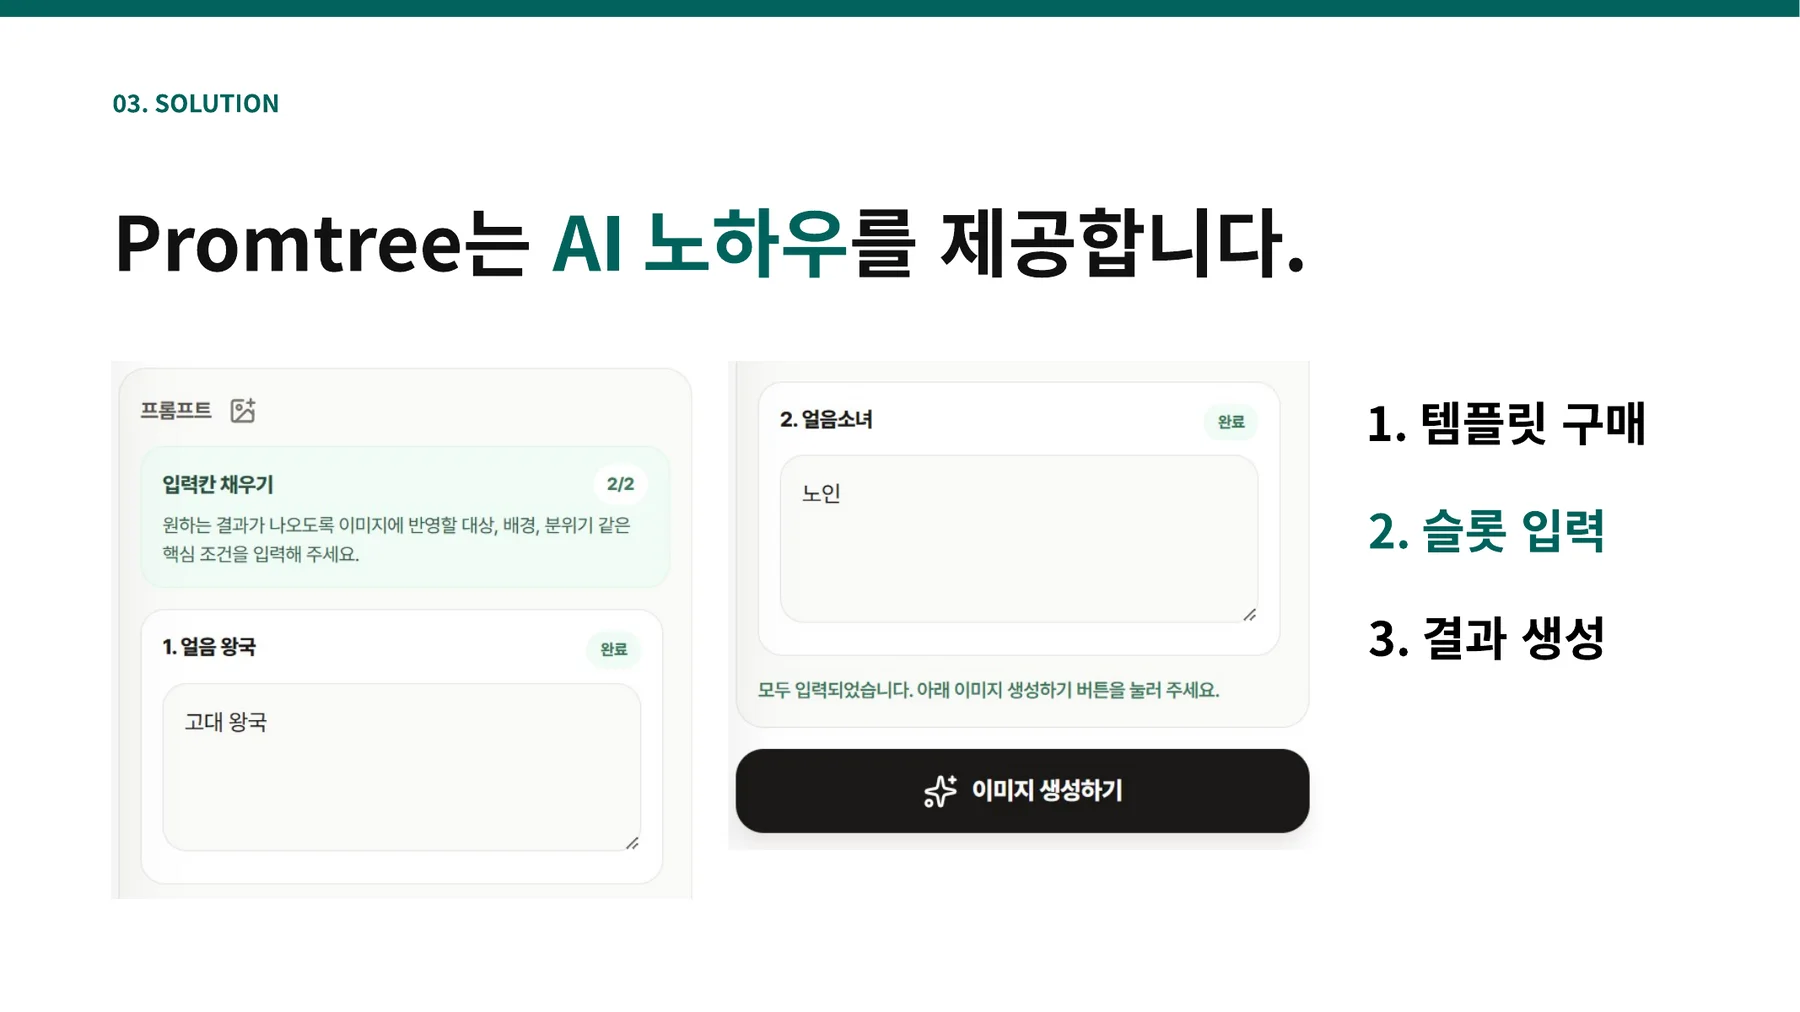 03. SOLUTION
Promtree는 AI 노하우를 제공합니다.
프롬프트
입력칸 채우기
2/2
원하는 결과가 나오도록 이미지에 반영할 대상, 배경, 분위기 같은
핵심 조건을 입력해 주세요.
1. 얼음 왕국
완료
고대 왕국
2. 얼음소녀
완료
노인
모두 입력되었습니다. 아래 이미지 생성하기 버튼을 눌러 주세요.
이미지 생성하기
1. 템플릿 구매
2. 슬롯 입력
3. 결과 생성